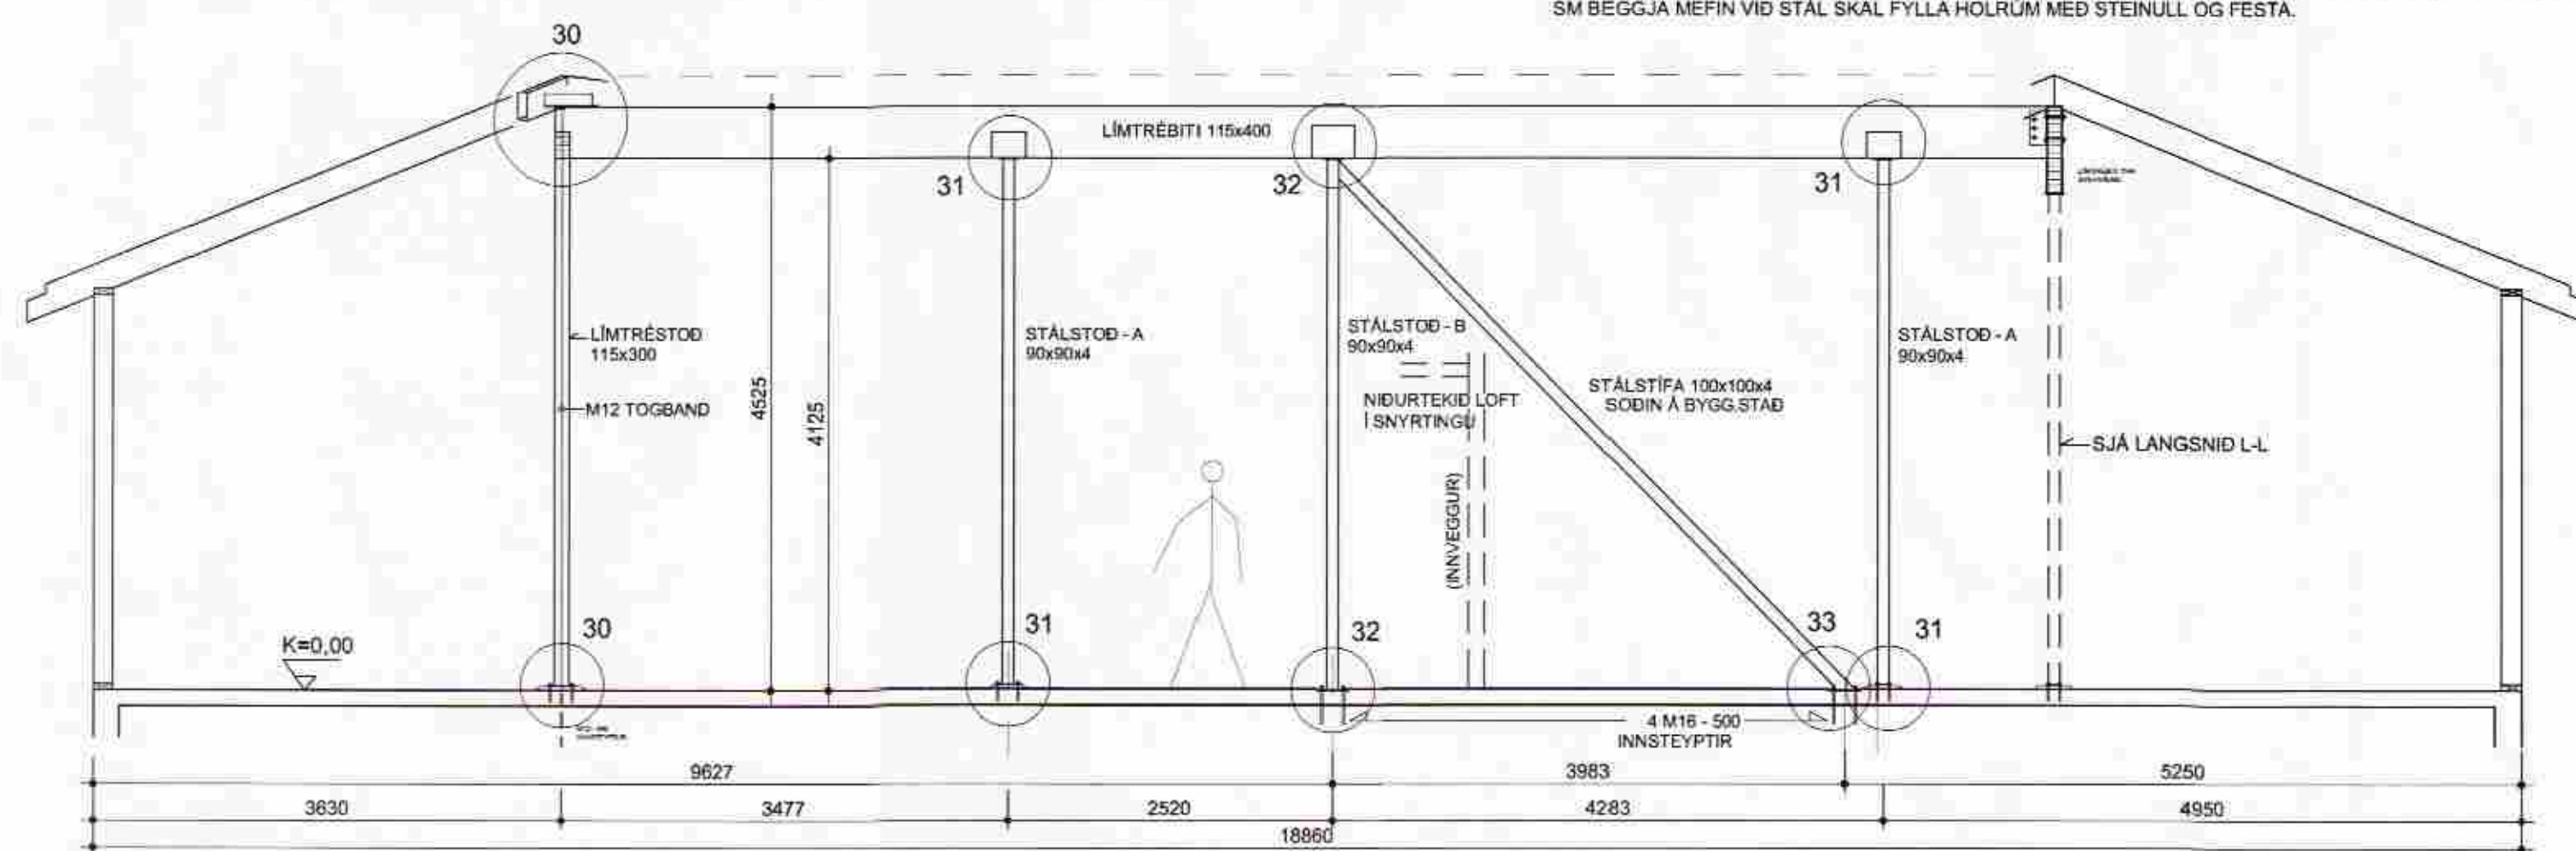 SM BEGGJA MEFIN VIÐ STÁL SKAL FYLLA HOLRÚM MEÐ STEINULL OG FESTA.
30
LÍMTRÉBITI 115x400
31
32
31
LÍMTRÉSTOÐ
115x300
M12 TOGBAND
4525
4125
STÁLSTOÐ - A
90x90x4
STÁLSTOÐ - B
90x90x4
NIÐURTEKIÐ LOFT
Í SNYRTINGU
(INNVEGGUR)
STÁLSTÍFA 100x100x4
SOÐIN Á BYGG.STAÐ
STÁLSTOÐ - A
90x90x4
SJÁ LANGSNIÐ L-L
K=0,00
30
31
32
33
31
4 M16 - 500
INNSTEYPTIR
9627
3983
5250
3630
3477
2520
4283
4950
18860